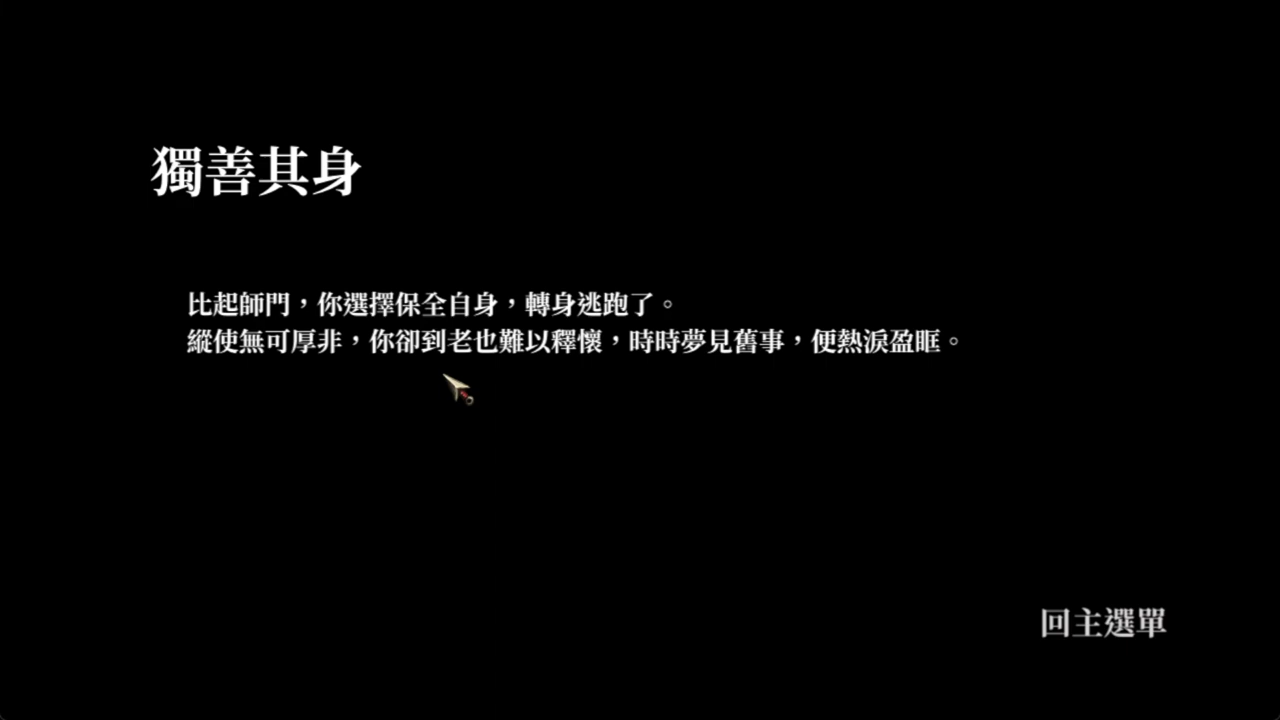 獨善其身
比起師門，你選擇保全自身，轉身逃跑了。
縱使無可厚非，你卻到老也難以釋懷，時時夢見舊事，便熱淚盈眶。
回主選單